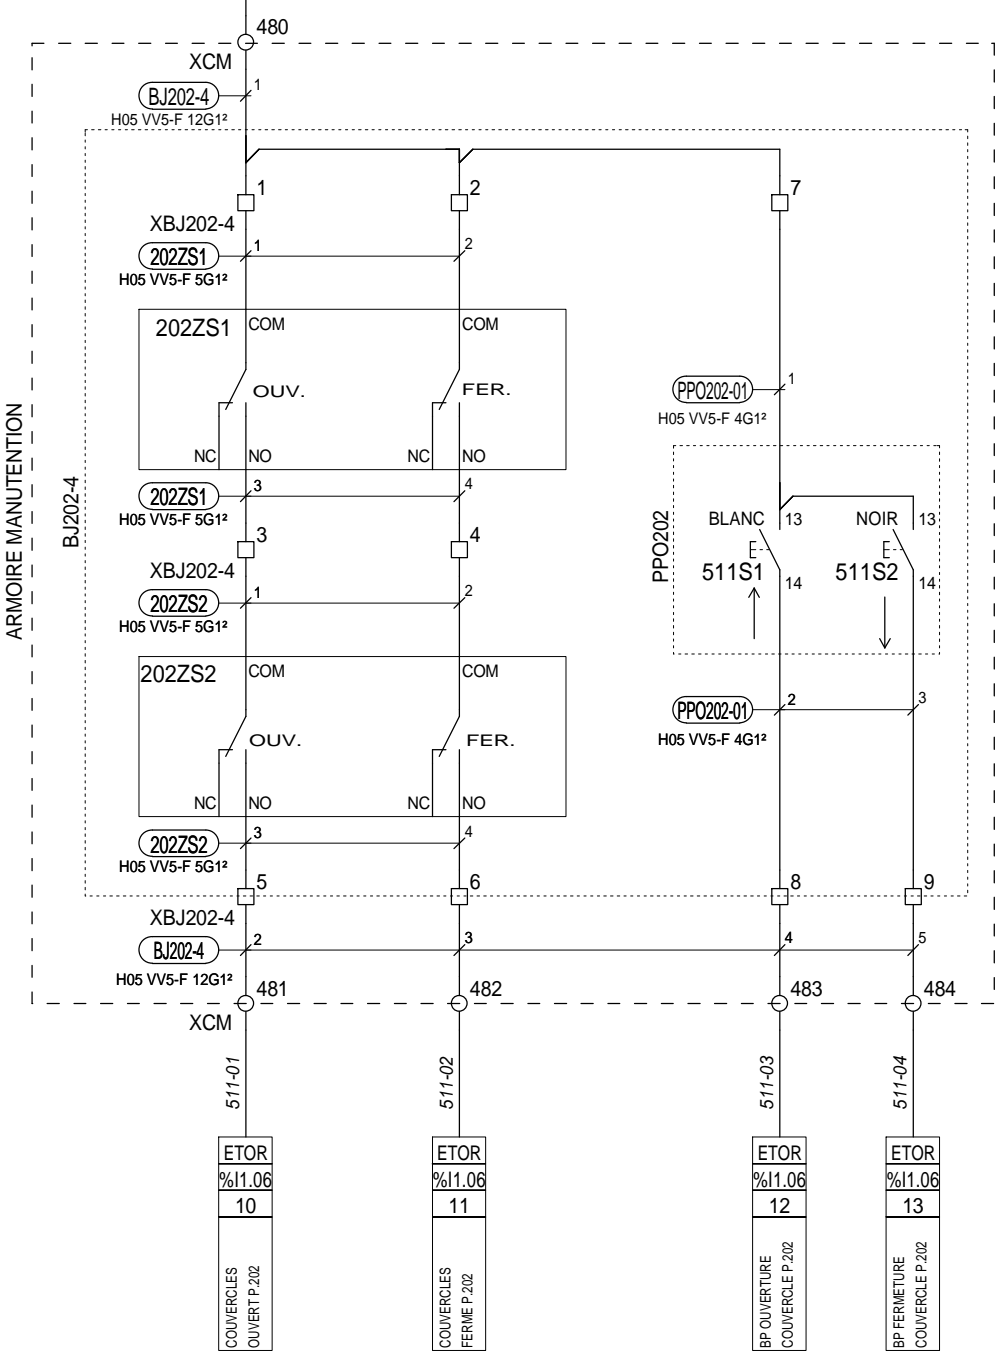 480
XCM
BJ202-4
1
H05 VV5-F 12G1²
1
2
7
XBJ202-4
202ZS1
1
2
H05 VV5-F 5G1²
202ZS1
COM
COM
OUV.
FER.
NC
NO
NC
NO
PPO202-01
1
H05 VV5-F 4G1²
ARMOIRE MANUTENTION
BJ202-4
202ZS1
3
4
H05 VV5-F 5G1²
3
4
XBJ202-4
202ZS2
1
2
H05 VV5-F 5G1²
PPO202
BLANC
13
NOIR
13
511S1
14
511S2
14
202ZS2
COM
COM
OUV.
FER.
NC
NO
NC
NO
PPO202-01
2
3
H05 VV5-F 4G1²
202ZS2
3
4
H05 VV5-F 5G1²
5
6
8
9
XBJ202-4
BJ202-4
2
3
4
5
H05 VV5-F 12G1²
481
482
483
484
XCM
511-01
511-02
511-03
511-04
ETOR
%I1.06
10
COUVERCLES
OUVERT P.202
ETOR
%I1.06
11
COUVERCLES
FERME P.202
ETOR
%I1.06
12
BP OUVERTURE
COUVERCLE P.202
ETOR
%I1.06
13
BP FERMETURE
COUVERCLE P.202